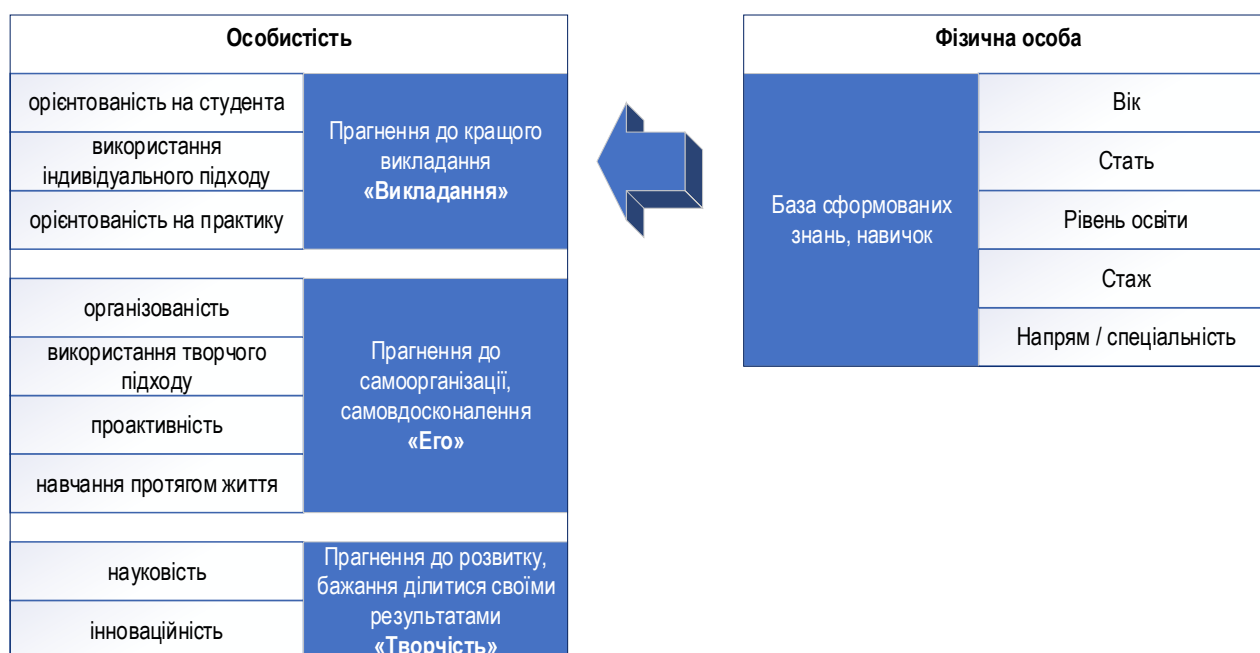 Особистість
орієнтованість на студента
використання
індивідуального підходу
орієнтованість на практику
Прагнення до кращого
викладання
«Викладання»
організованість
використання творчого
підходу
проактивність
навчання протягом життя
Прагнення до
самоорганізації,
самовдосконалення
«Его»
науковість
інноваційність
Прагнення до розвитку,
бажання ділитися своїми
результатами
«Творчість»
Фізична особа
База сформованих
знань, навичок
Вік
Стать
Рівень освіти
Стаж
Напрям / спеціальність